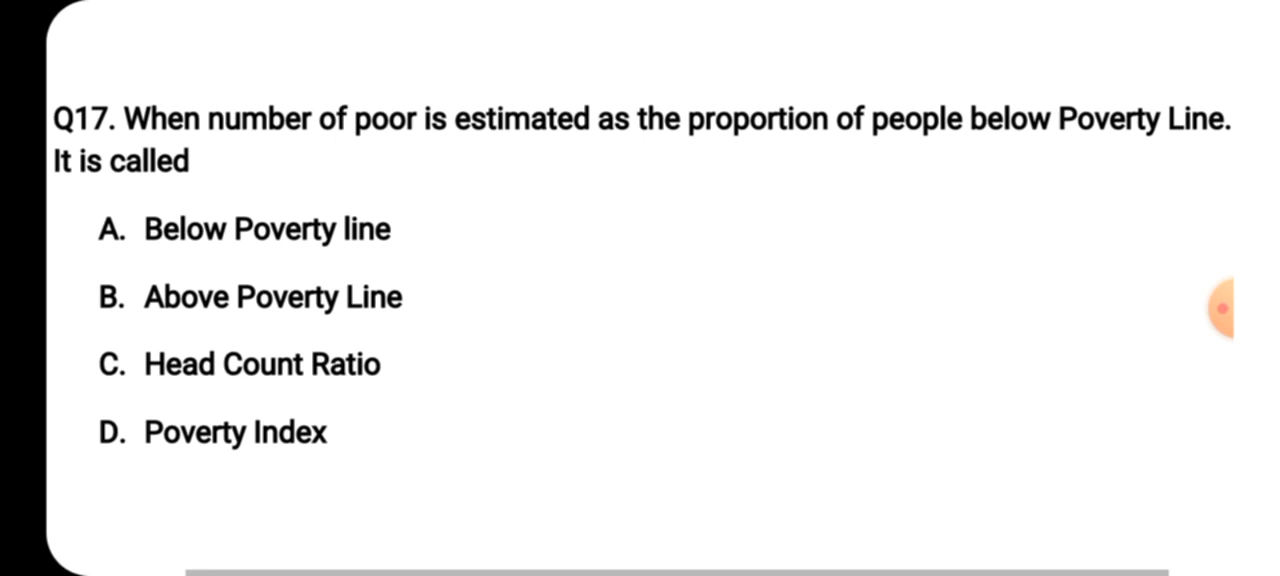 Q17. When number of poor is estimated as the proportion of people below Poverty Line.
It is called
A. Below Poverty line
B. Above Poverty Line
C. Head Count Ratio
D. Poverty Index